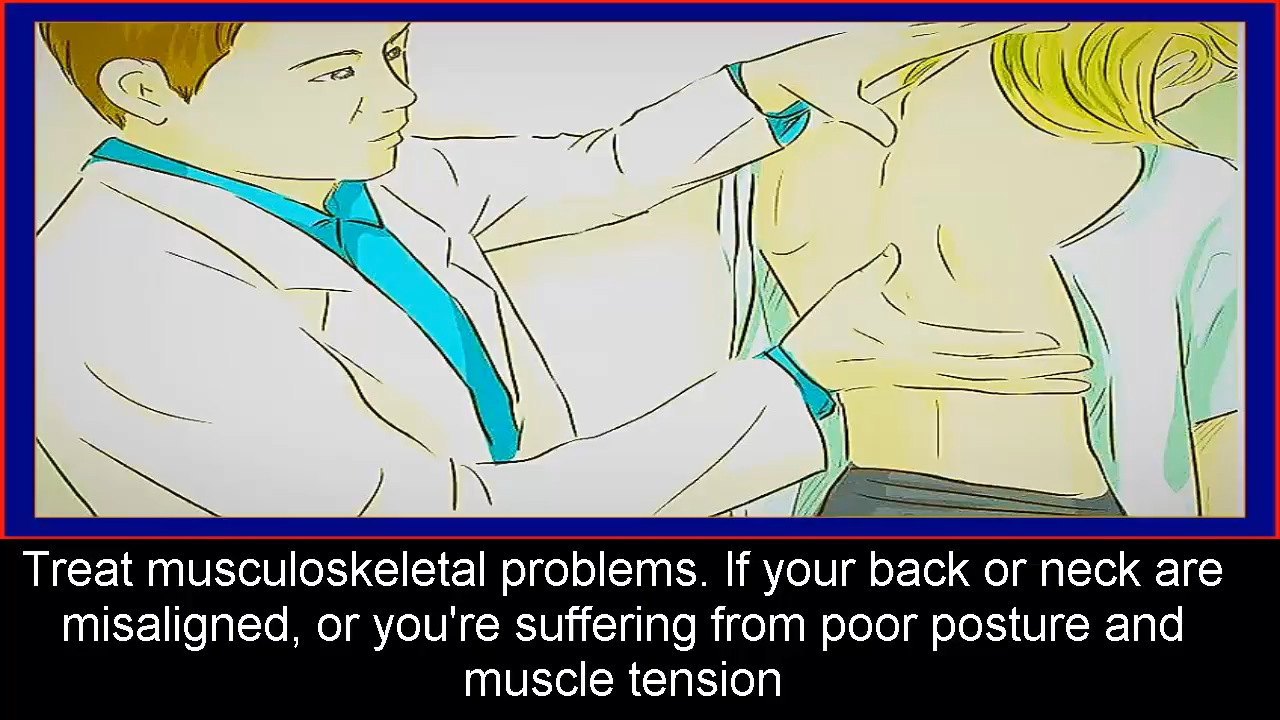 Treat musculoskeletal problems. If your back or neck are
misaligned, or you're suffering from poor posture and
muscle tension